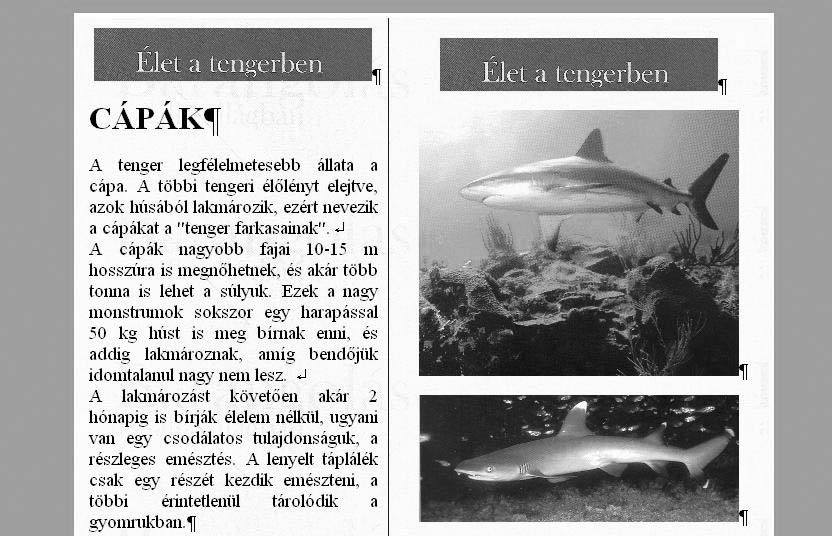 Élet a tengerben¶
CÁPÁK¶
A tenger legfélelmetesebb állata a
cápa. A többi tengeri élőlényt elejtve,
azok húsából lakmározik, ezért nevezik
a cápákat a "tenger farkasainak". ↵
A cápák nagyobb fajai 10-15 m
hosszúra is megnőhetnek, és akár több
tonna is lehet a súlyuk. Ezek a nagy
monstrumok sokszor egy harapással
50 kg húst is meg bírnak enni, és
addig lakmároznak, amíg bendőjük
idomtalanul nagy nem lesz. ↵
A lakmározást követően akár 2
hónapig is bírják élelem nélkül, ugyani
van egy csodálatos tulajdonságuk, a
részleges emésztés. A lenyelt táplálék
csak egy részét kezdik emészteni, a
többi érintetlenül tárolódik a
gyomrukban.¶
Élet a tengerben¶
¶
¶